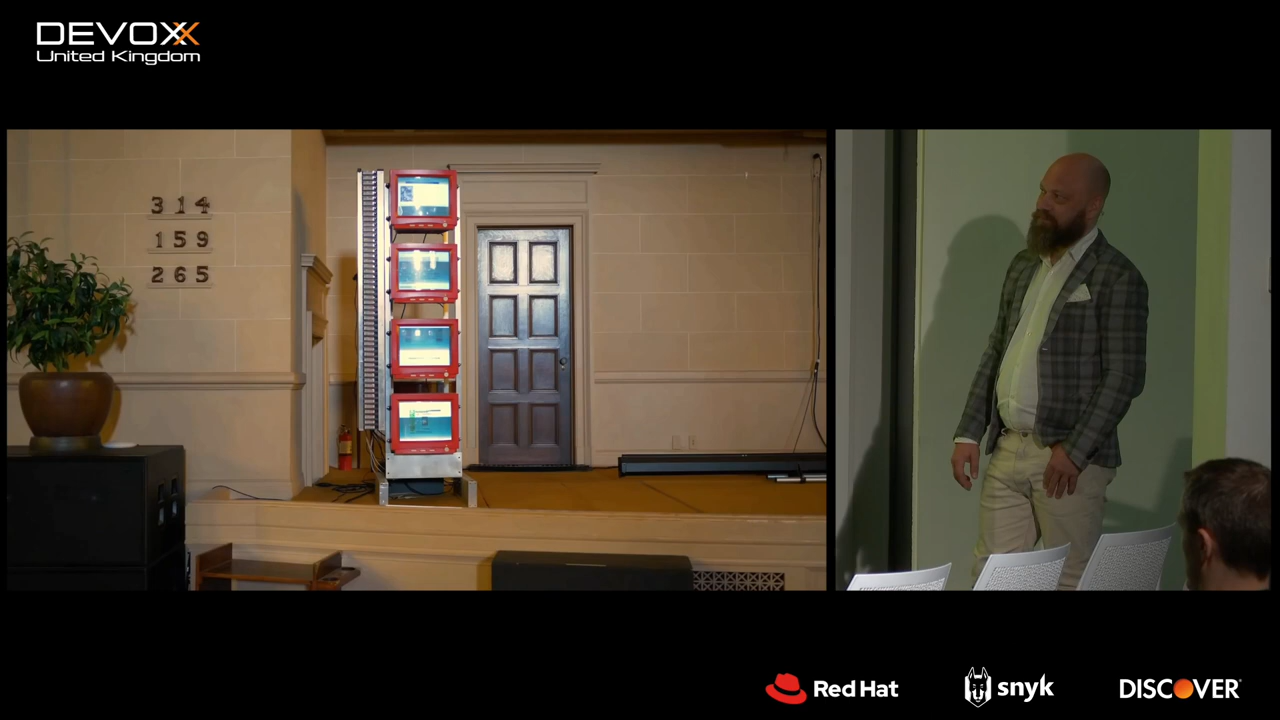 DEVOXX
United Kingdom
314
159
265
Red Hat
snyk
DISCOVER